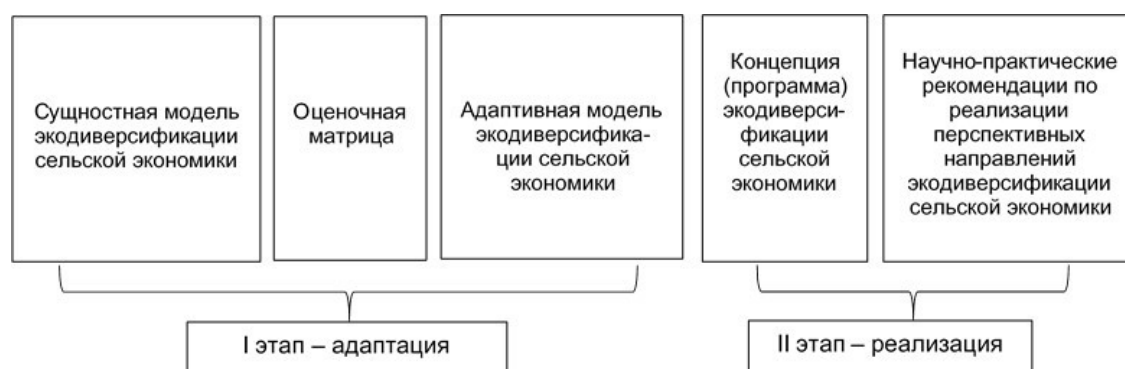 Сущностная модель
экодиверсификации
сельской экономики
Оценочная
матрица
Адаптивная модель
экодиверсифика-
ции сельской
экономики
Концепция
(программа)
экодиверси-
фикации
сельской
экономики
Научно-практические
рекомендации по
реализации
перспективных
направлений
экодиверсификации
сельской экономики
I этап – адаптация
II этап – реализация